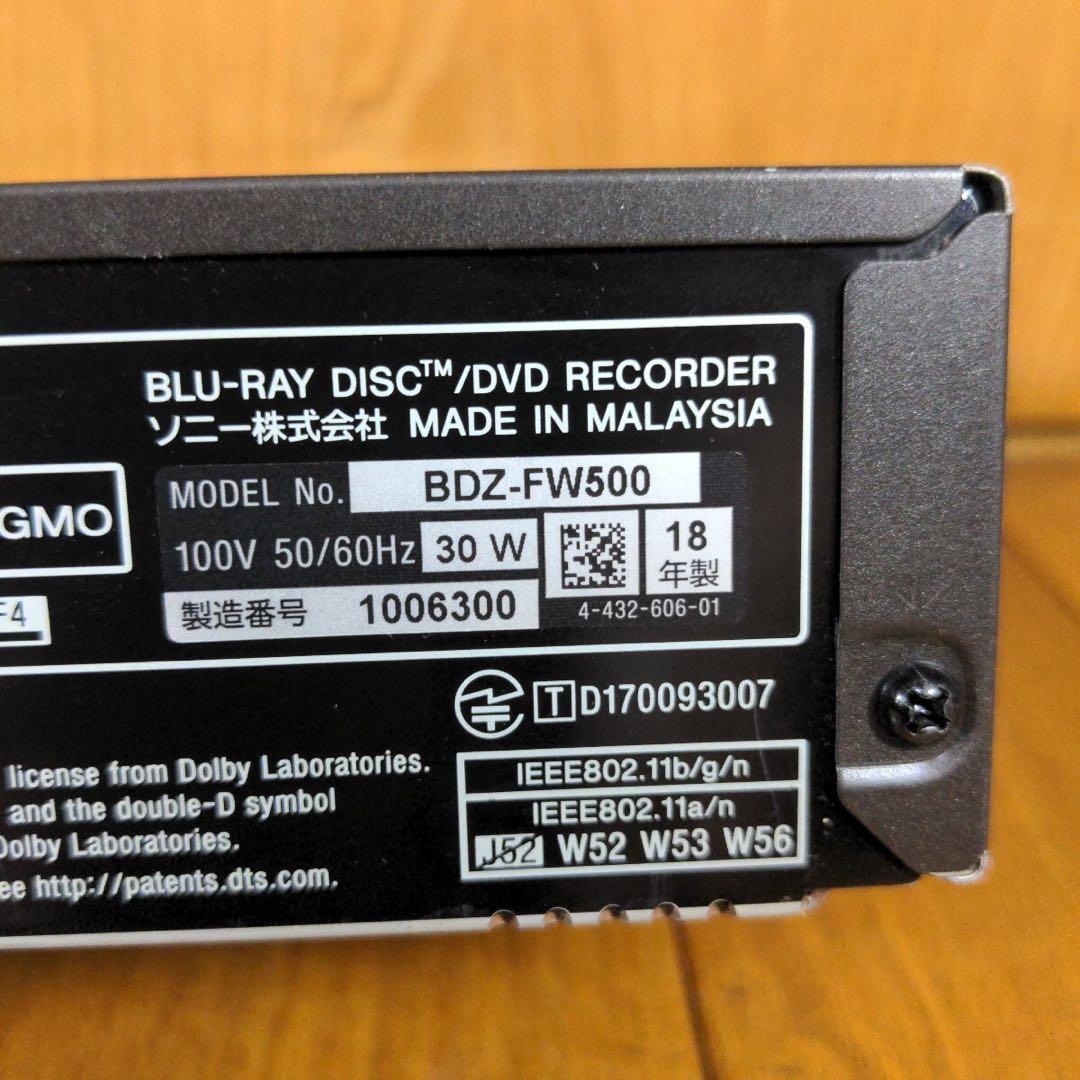 BLU-RAY DISC™/DVD RECORDER
ソニー株式会社 MADE IN MALAYSIA
MODEL No. BDZ-FW500
100V 50/60Hz 30 W
18
年製
製造番号 1006300
4-432-606-01
GMO
F4
T D170093007
license from Dolby Laboratories.
and the double-D symbol
Dolby Laboratories.
ee http://patents.dts.com.
IEEE802.11b/g/n
IEEE802.11a/n
J52 W52 W53 W56